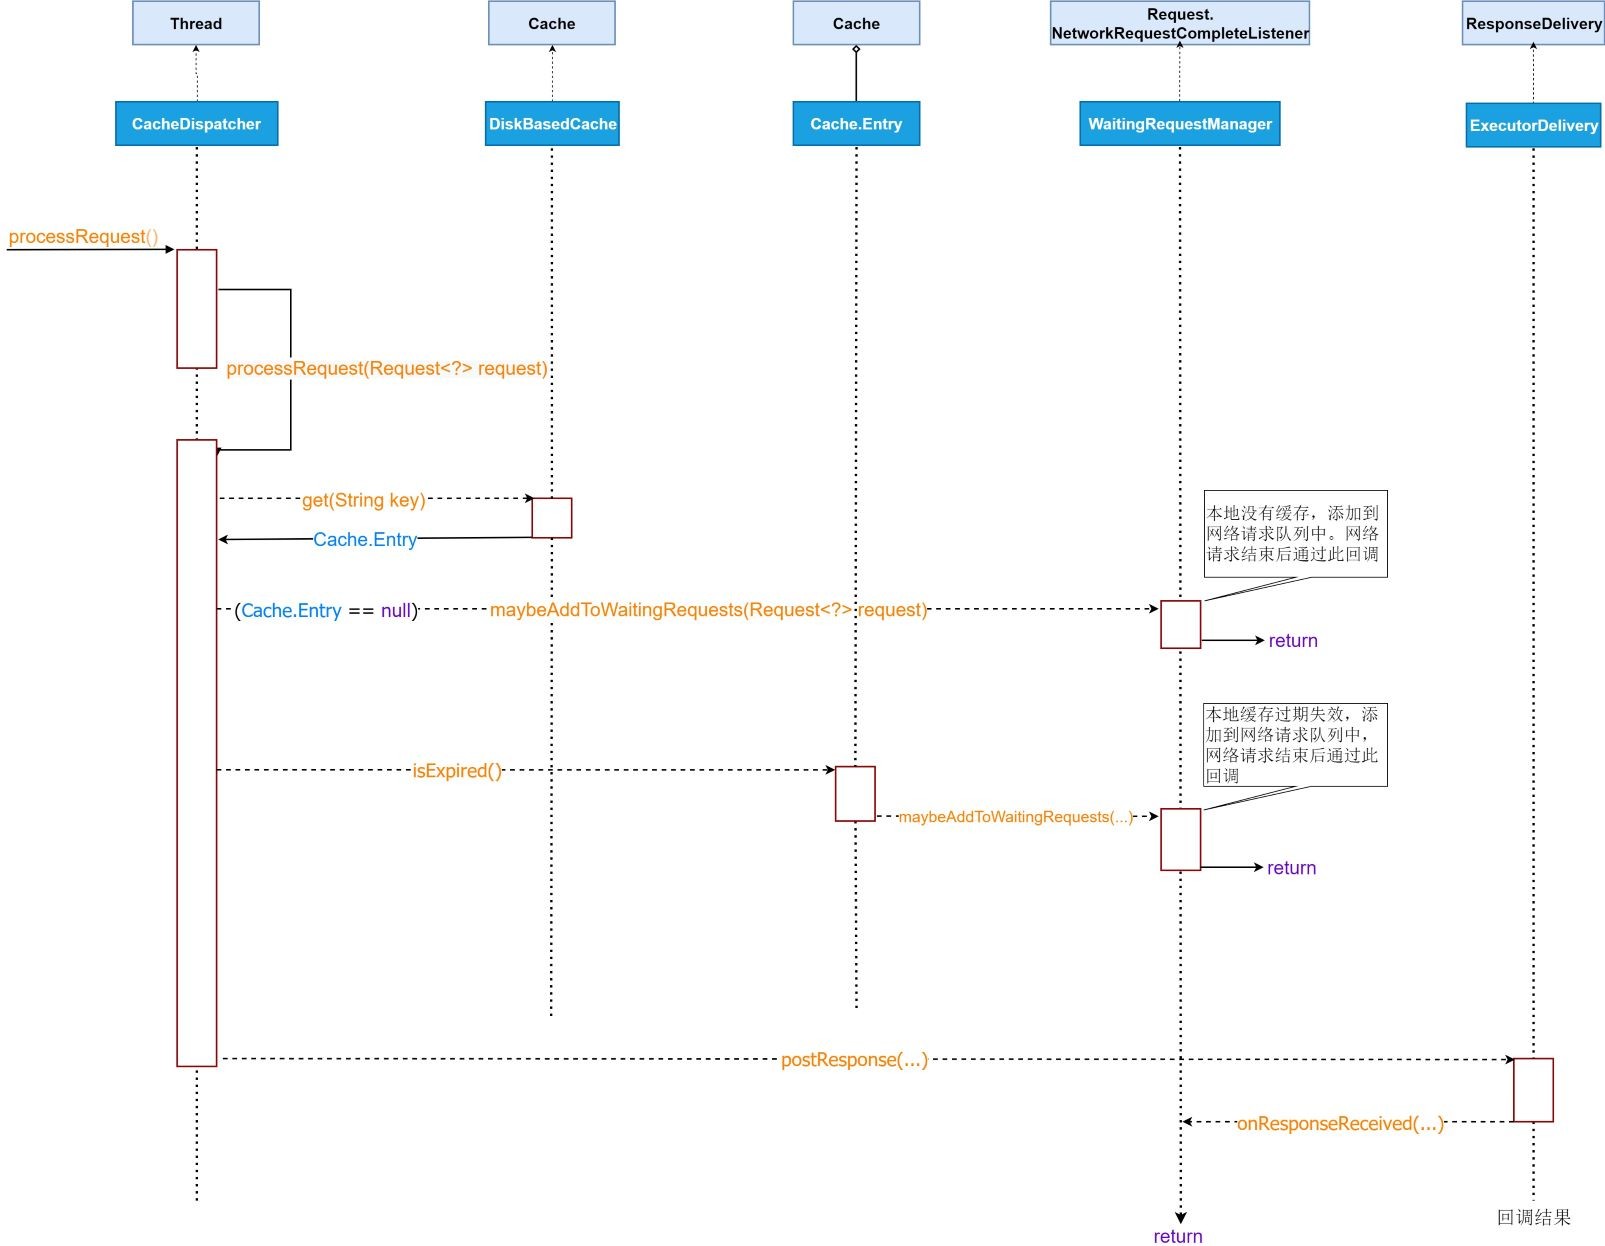 Thread
Cache
Cache
Request.
NetworkRequestCompleteListener
ResponseDelivery
CacheDispatcher
DiskBasedCache
Cache.Entry
WaitingRequestManager
ExecutorDelivery
processRequest()
processRequest(Request<?> request)
get(String key)
Cache.Entry
本地没有缓存，添加到
网络请求队列中。网络
请求结束后通过此回调
(Cache.Entry == null)
maybeAddToWaitingRequests(Request<?> request)
return
本地缓存过期失效，添
加到网络请求队列中，
网络请求结束后通过此
回调
isExpired()
maybeAddToWaitingRequests(...)
return
postResponse(...)
onResponseReceived(...)
回调结果
return